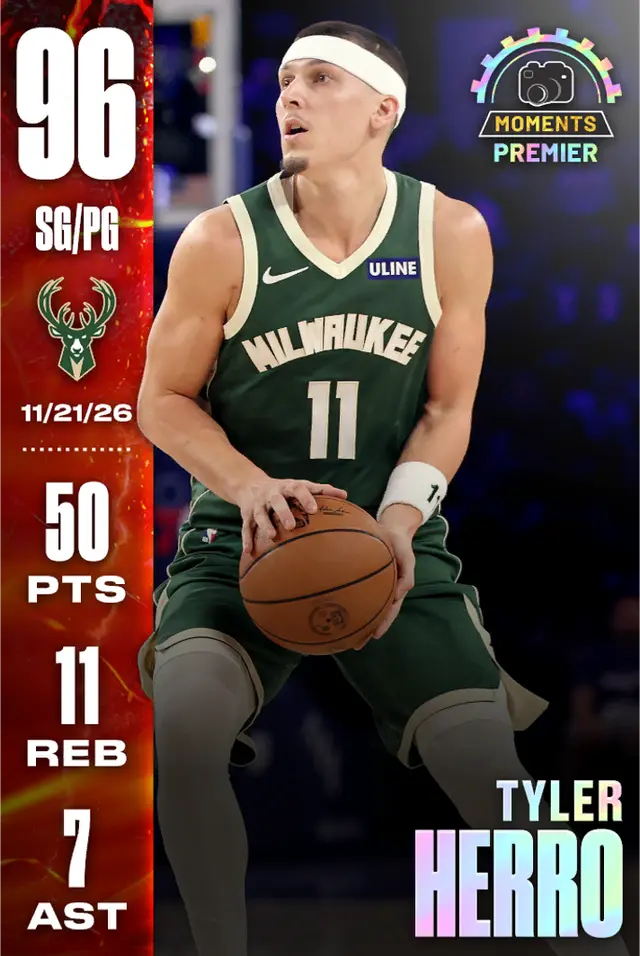 96
SG/PG
11/21/26
50
PTS
11
REB
7
AST
MOMENTS
PREMIER
ULINE
MILWAUKEE
11
1
TYLER
HERRO